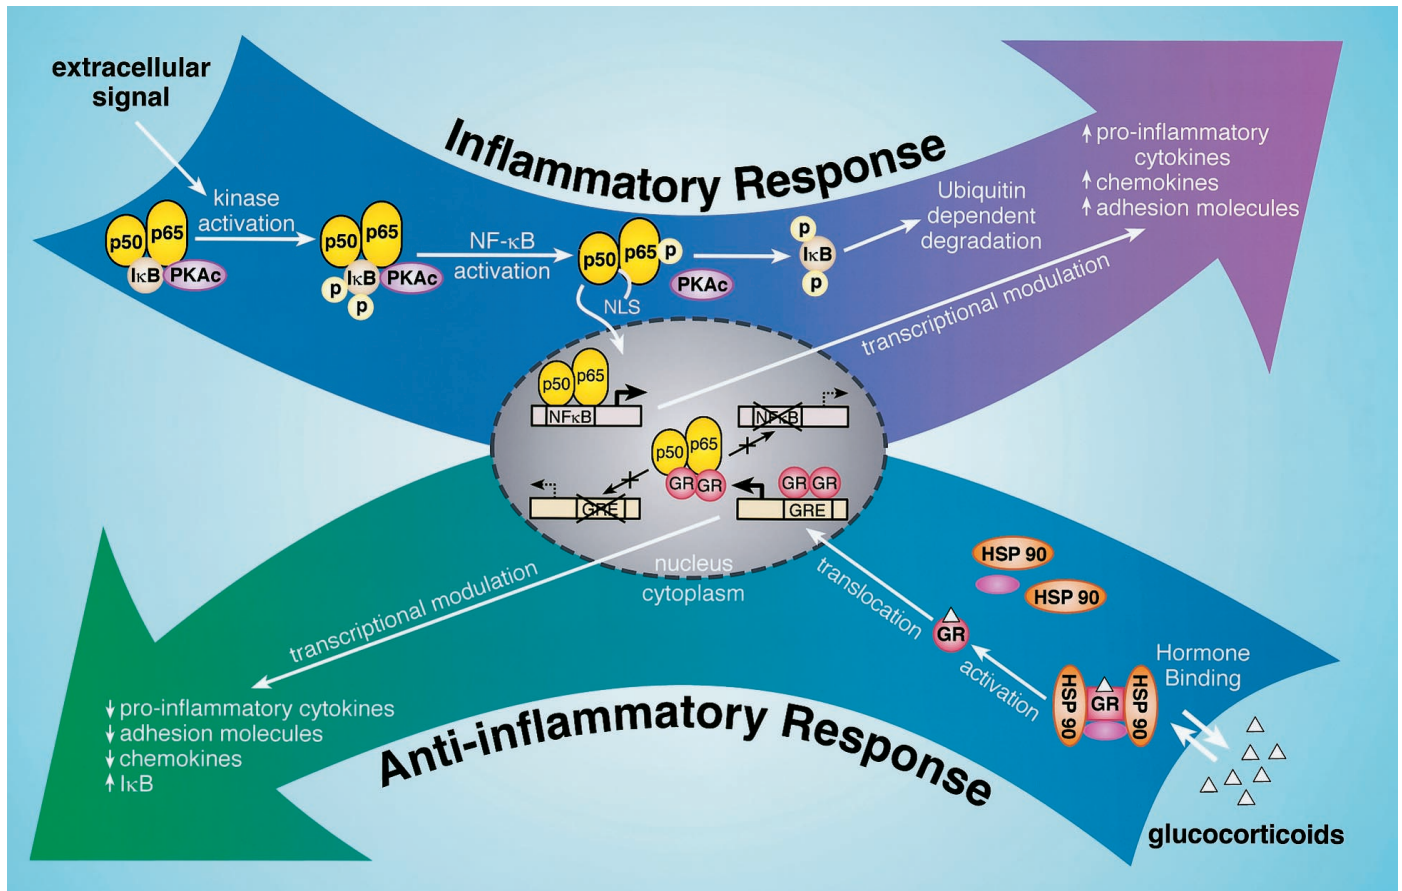 extracellular
signal
Inflammatory Response
kinase
activation
p50
p65
IκB
PKAc
p50
p65
IκB
PKAc
p
p
NF-κB
activation
p50
p65
p
PKAc
NLS
p
IκB
p
Ubiquitin
dependent
degradation
pro-inflammatory
cytokines
chemokines
adhesion molecules
transcriptional modulation
p50
p65
NFκB
NFκB
p50
p65
GR
GR
GR
GR
GRE
GRE
nucleus
cytoplasm
translocation
HSP 90
HSP 90
GR
activation
Hormone
Binding
HSP 90
GR
HSP 90
glucocorticoids
transcriptional modulation
pro-inflammatory cytokines
adhesion molecules
chemokines
IκB
Anti-inflammatory Response